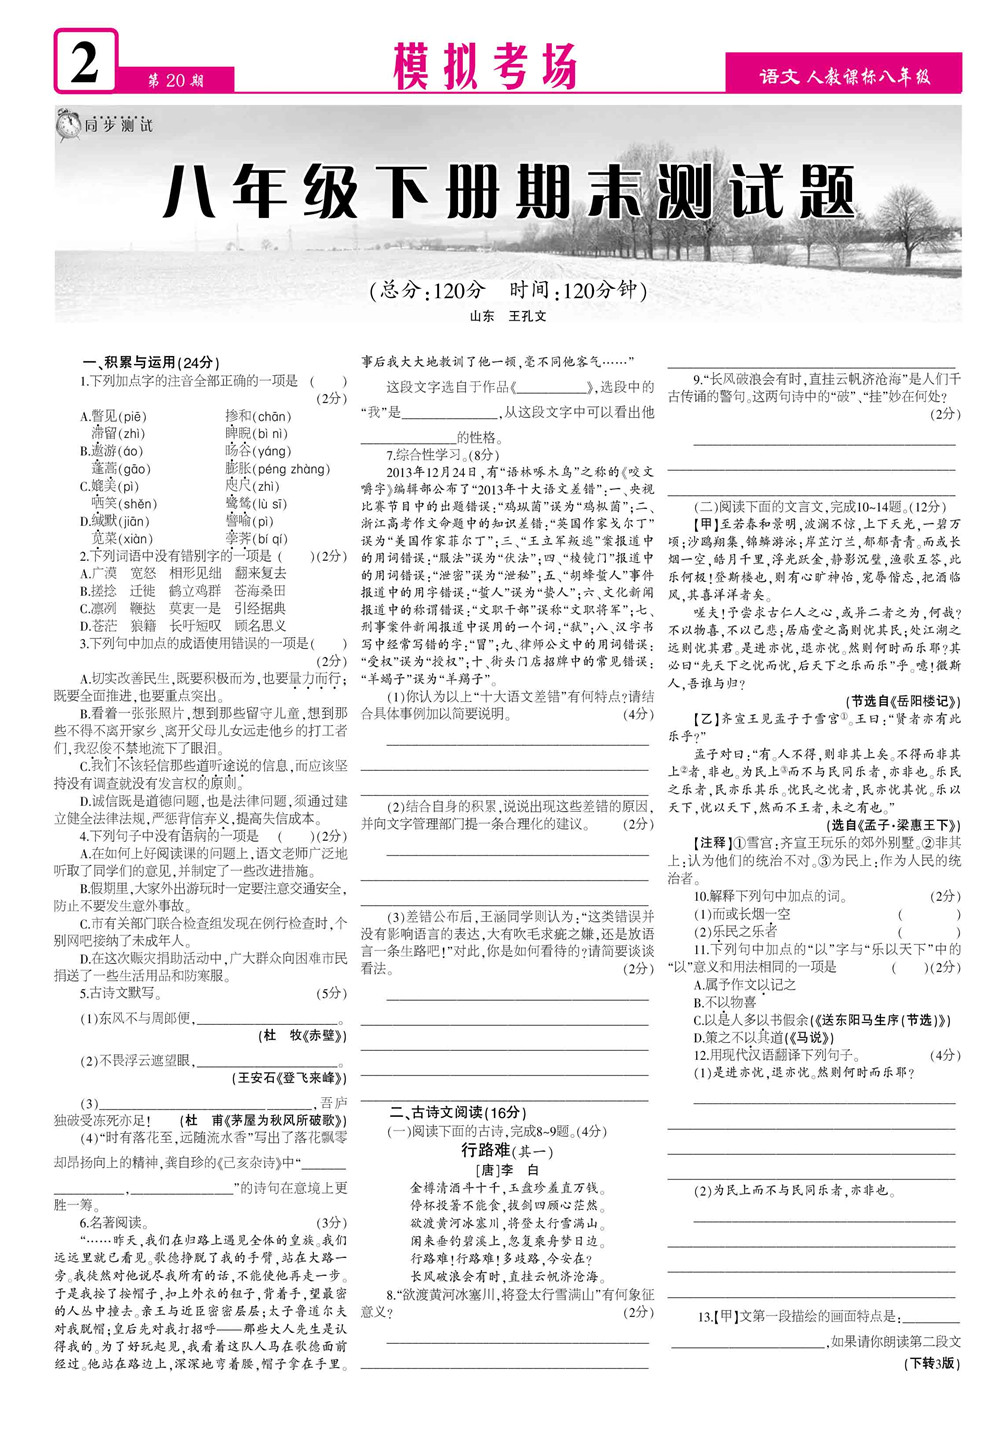 2
第20期
模拟考场
语文 人教课标八年级
同步测试
八年级下册期末测试题
(总分:120分 时间:120分钟)
山东 王孔文
一、积累与运用(24分)
1.下列加点字的注音全部正确的一项是 ( )
(2分)
A.瞥见(piē) 掺和(chān)
滞留(zhì) 睥睨(bì nì)
B.遨游(áo) 旸谷(yáng)
蓬蒿(gāo) 膨胀(péng zhàng)
C.媲美(pì) 咫尺(zhì)
哂笑(shěn) 鹭鸶(lù sī)
D.缄默(jiān) 譬喻(pì)
苋菜(xiàn) 荸荠(bí qí)
2.下列词语中没有错别字的一项是 ( )(2分)
A.广漠 宽怒 相形见绌 翻来复去
B.搓捻 迁徙 鹤立鸡群 苍海桑田
C.凛冽 鞭挞 莫衷一是 引经据典
D.苍茫 狼籍 长吁短叹 顾名思义
3.下列句中加点的成语使用错误的一项是( )
(2分)
A.切实改善民生,既要积极而为,也要量力而行;
既要全面推进,也要重点突出。
B.看着一张张照片,想到那些留守儿童,想到那
些不得不离开家乡、离开父母儿女远走他乡的打工者
们,我忍俊不禁地流下了眼泪。
C.我们不该轻信那些道听途说的信息,而应该坚
持没有调查就没有发言权的原则。
D.诚信既是道德问题,也是法律问题,须通过建
立健全法律法规,严惩背信弃义,提高失信成本。
4.下列句子中没有语病的一项是 ( )(2分)
A.在如何上好阅读课的问题上,语文老师广泛地
听取了同学们的意见,并制定了一些改进措施。
B.假期里,大家外出游玩时一定要注意交通安全,
防止不要发生意外事故。
C.市有关部门联合检查组发现在例行检查时,个
别网吧接纳了未成年人。
D.在这次赈灾捐助活动中,广大群众向困难市民
捐送了一些生活用品和防寒服。
5.古诗文默写。 (5分)
(1)东风不与周郎便,____________________。
(杜 牧《赤壁》)
(2)不畏浮云遮望眼,____________________。
(王安石《登飞来峰》)
(3)______________________________,吾庐
独破受冻死亦足! (杜 甫《茅屋为秋风所破歌》)
(4)“时有落花至,远随流水香”写出了落花飘零
却昂扬向上的精神,龚自珍的《己亥杂诗》中“______
__________,______________”的诗句在意境上更
胜一筹。
6.名著阅读。 (3分)
“……昨天,我们在归路上遇见全体的皇族。我们
远远里就已看见。歌德挣脱了我的手臂,站在大路一
旁。我徒然对他说尽我所有的话,不能使他再走一步。
于是我按了按帽子,扣上外衣的钮子,背着手,望最密
的人丛中撞去。亲王与近臣密密层层;太子鲁道尔夫
对我脱帽;皇后先对我打招呼——那些大人先生是认
得我的。为了好玩起见,我看着这队人马在歌德面前
经过。他站在路边上,深深地弯着腰,帽子拿在手里。
事后我大大地教训了他一顿,毫不同他客气……”
这段文字选自于作品《__________》,选段中的
“我”是______________,从这段文字中可以看出他
______________的性格。
7.综合性学习。(8分)
2013年12月24日,有“语林啄木鸟”之称的《咬文
嚼字》编辑部公布了“2013年十大语文差错”:一、央视
比赛节目中的出题错误:“鸡㙡菌”误为“鸡枞菌”;二、
浙江高考作文命题中的知识差错:“英国作家戈尔丁”
误为“美国作家菲尔丁”;三、“王立军叛逃”案报道中
的用词错误:“服法”误为“伏法”;四、“棱镜门”报道中
的用词错误:“泄密”误为“泄秘”;五、“胡蜂蜇人”事件
报道中的用字错误:“蜇人”误为“蛰人”;六、文化新闻
报道中的称谓错误:“文职干部”误称“文职将军”;七、
刑事案件新闻报道中误用的一个词:“弑”;八、汉字书
写中经常写错的字:“冒”;九、律师公文中的用词错误:
“受权”误为“授权”;十、街头门店招牌中的常见错误:
“羊蝎子”误为“羊羯子”。
(1)你认为以上“十大语文差错”有何特点?请结
合具体事例加以简要说明。 (4分)
(2)结合自身的积累,说说出现这些差错的原因,
并向文字管理部门提一条合理化的建议。 (2分)
(3)差错公布后,王涵同学则认为:“这类错误并
没有影响语言的表达,大有吹毛求疵之嫌,还是放语
言一条生路吧!”对此,你是如何看待的?请简要谈谈
看法。 (2分)
二、古诗文阅读(16分)
(一)阅读下面的古诗,完成8~9题。(4分)
行路难(其一)
[唐]李 白
金樽清酒斗十千,玉盘珍羞直万钱。
停杯投箸不能食,拔剑四顾心茫然。
欲渡黄河冰塞川,将登太行雪满山。
闲来垂钓碧溪上,忽复乘舟梦日边。
行路难!行路难!多歧路,今安在?
长风破浪会有时,直挂云帆济沧海。
8.“欲渡黄河冰塞川,将登太行雪满山”有何象征
意义? (2分)
9.“长风破浪会有时,直挂云帆济沧海”是人们千
古传诵的警句。这两句诗中的“破”、“挂”妙在何处?
(2分)
(二)阅读下面的文言文,完成10~14题。(12分)
【甲】至若春和景明,波澜不惊,上下天光,一碧万
顷;沙鸥翔集,锦鳞游泳;岸芷汀兰,郁郁青青。而或长
烟一空,皓月千里,浮光跃金,静影沉璧,渔歌互答,此
乐何极!登斯楼也,则有心旷神怡,宠辱偕忘,把酒临
风,其喜洋洋者矣。
嗟夫!予尝求古仁人之心,或异二者之为,何哉?
不以物喜,不以己悲;居庙堂之高则忧其民;处江湖之
远则忧其君。是进亦忧,退亦忧。然则何时而乐耶?其
必曰“先天下之忧而忧,后天下之乐而乐”乎。噫!微斯
人,吾谁与归?
(节选自《岳阳楼记》)
【乙】齐宣王见孟子于雪宫①。王曰:“贤者亦有此
乐乎?”
孟子对曰:“有。人不得,则非其上矣。不得而非其
上②者,非也。为民上③而不与民同乐者,亦非也。乐民
之乐者,民亦乐其乐。忧民之忧者,民亦忧其忧。乐以
天下,忧以天下,然而不王者,未之有也。”
(选自《孟子·梁惠王下》)
【注释】①雪宫:齐宣王玩乐的郊外别墅。②非其
上:认为他们的统治不对。③为民上:作为人民的统
治者。
10.解释下列句中加点的词。 (2分)
(1)而或长烟一空 ( )
(2)乐民之乐者 ( )
11.下列句中加点的“以”字与“乐以天下”中的
“以”意义和用法相同的一项是 ( )(2分)
A.属予作文以记之
B.不以物喜
C.以是人多以书假余(《送东阳马生序(节选)》)
D.策之不以其道(《马说》)
12.用现代汉语翻译下列句子。 (4分)
(1)是进亦忧,退亦忧。然则何时而乐耶?
(2)为民上而不与民同乐者,亦非也。
13.【甲】文第一段描绘的画面特点是:________
______________________,如果请你朗读第二段文
(下转3版)